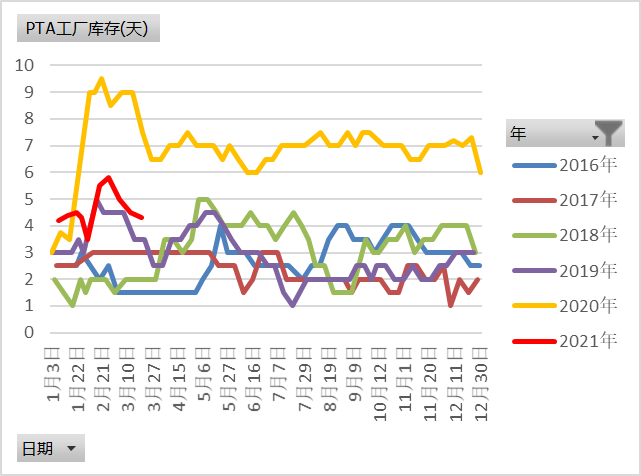 PTA工厂库存(天)
10
9
8
7
6
5
4
3
2
1
0
1月3日
1月22日
2月21日
3月10日
3月27日
4月15日
5月6日
5月27日
6月16日
7月7日
7月29日
8月19日
9月9日
10月12日
11月1日
11月20日
12月11日
12月30日
年
2016年
2017年
2018年
2019年
2020年
2021年
日期